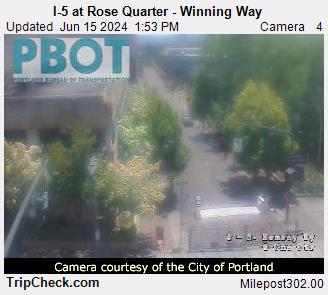 I-5 at Rose Quarter - Winning Way
Updated Jun 15 2024 1:53 PM Camera 4
PBOT
PORTLAND BUREAU OF TRANSPORTATION
Camera courtesy of the City of Portland
TripCheck.com Milepost302.00